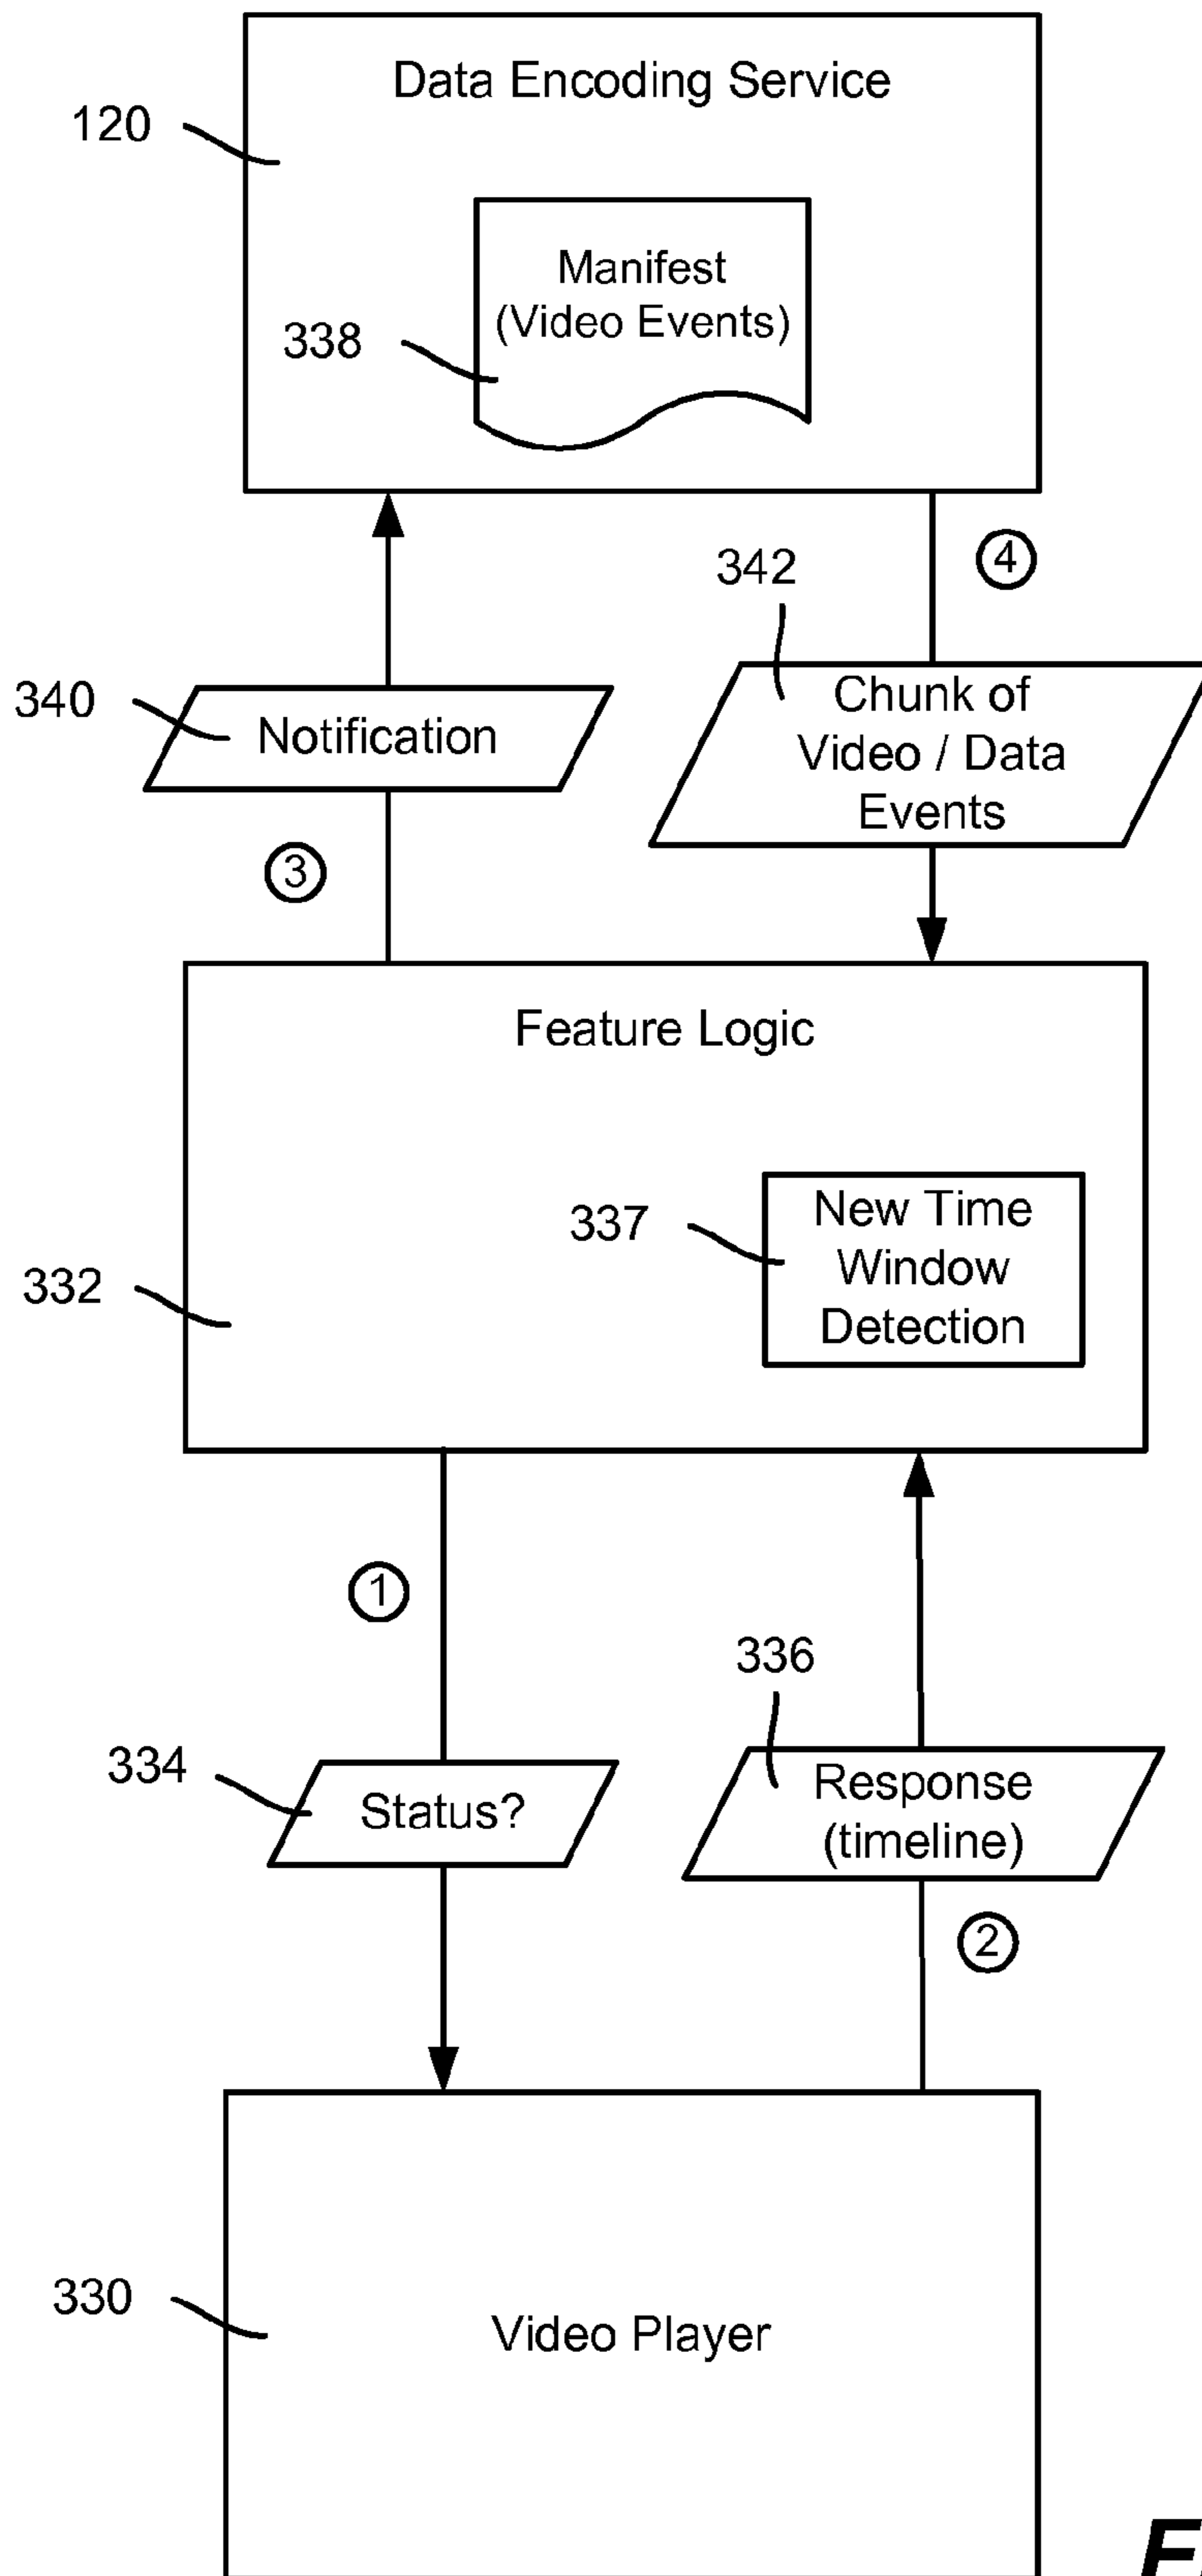 Data Encoding Service
120
Manifest
(Video Events)
338
4
342
Chunk of
Video / Data
Events
340
Notification
3
Feature Logic
337
New Time
Window
Detection
332
1
336
334
Status?
Response
(timeline)
2
330
Video Player